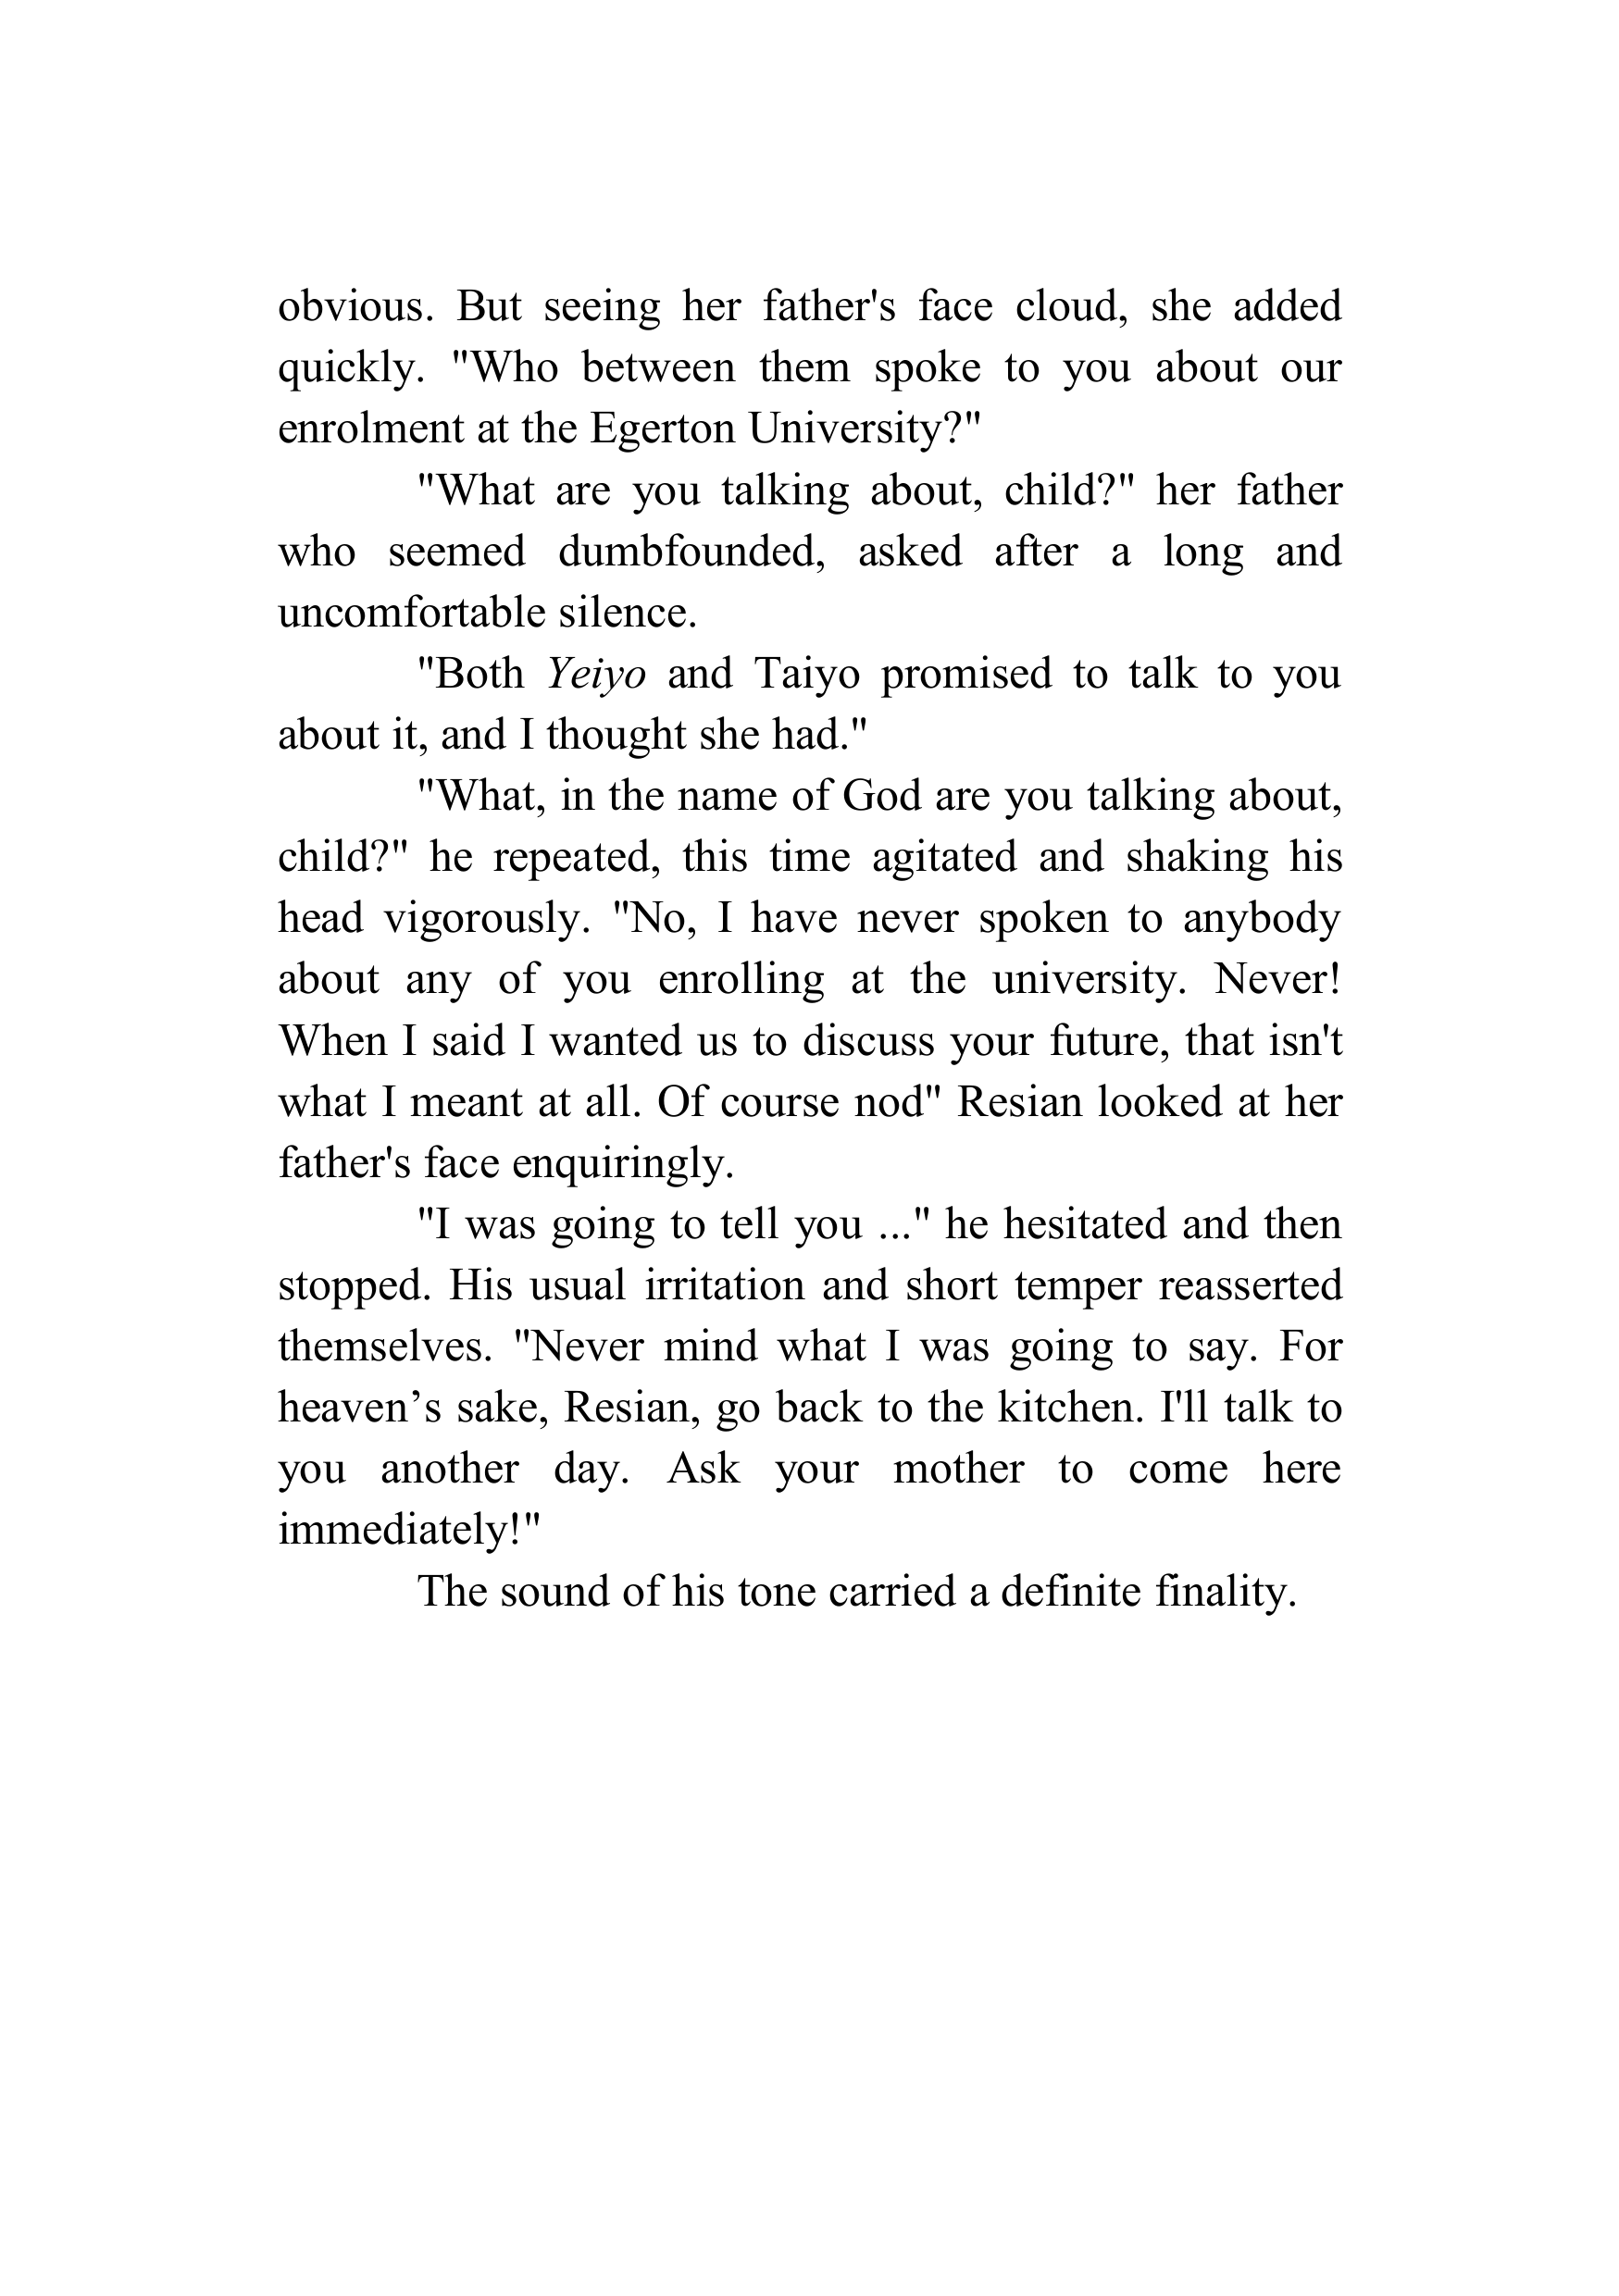 obvious. But seeing her father's face cloud, she added
quickly. "Who between them spoke to you about our
enrolment at the Egerton University?"
"What are you talking about, child?" her father
who seemed dumbfounded, asked after a long and
uncomfortable silence.
"Both Yeiyo and Taiyo promised to talk to you
about it, and I thought she had."
"What, in the name of God are you talking about,
child?" he repeated, this time agitated and shaking his
head vigorously. "No, I have never spoken to anybody
about any of you enrolling at the university. Never!
When I said I wanted us to discuss your future, that isn't
what I meant at all. Of course nod" Resian looked at her
father's face enquiringly.
"I was going to tell you ..." he hesitated and then
stopped. His usual irritation and short temper reasserted
themselves. "Never mind what I was going to say. For
heaven’s sake, Resian, go back to the kitchen. I'll talk to
you another day. Ask your mother to come here
immediately!"
The sound of his tone carried a definite finality.